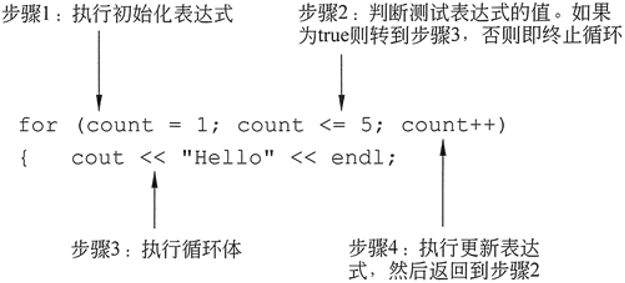 步骤1：执行初始化表达式
步骤2：判断测试表达式的值。如果
为true则转到步骤3，否则即终止循环
for (count = 1; count <= 5; count++)
{ cout << "Hello" << endl;
步骤3：执行循环体
步骤4：执行更新表达
式，然后返回到步骤2